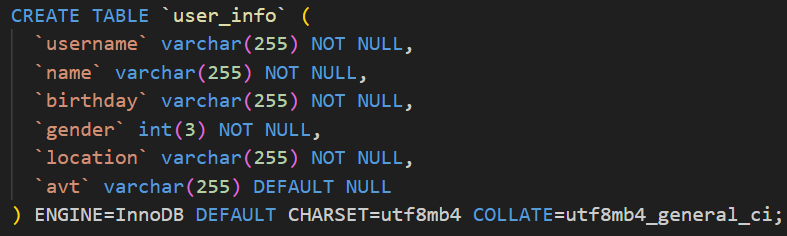 CREATE TABLE `user_info` (
  `username` varchar(255) NOT NULL,
  `name` varchar(255) NOT NULL,
  `birthday` varchar(255) NOT NULL,
  `gender` int(3) NOT NULL,
  `location` varchar(255) NOT NULL,
  `avt` varchar(255) DEFAULT NULL
) ENGINE=InnoDB DEFAULT CHARSET=utf8mb4 COLLATE=utf8mb4_general_ci;